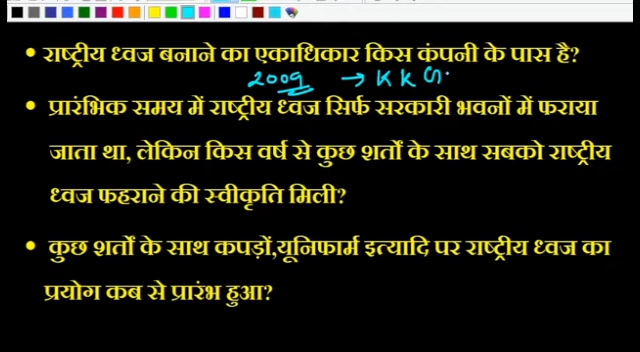 • राष्ट्रीय ध्वज बनाने का एकाधिकार किस कंपनी के पास है?
2009 → KKG
• प्रारंभिक समय में राष्ट्रीय ध्वज सिर्फ सरकारी भवनों में फराया
जाता था, लेकिन किस वर्ष से कुछ शर्तों के साथ सबको राष्ट्रीय
ध्वज फहराने की स्वीकृति मिली?
• कुछ शर्तों के साथ कपड़ों,यूनिफार्म इत्यादि पर राष्ट्रीय ध्वज का
प्रयोग कब से प्रारंभ हुआ?